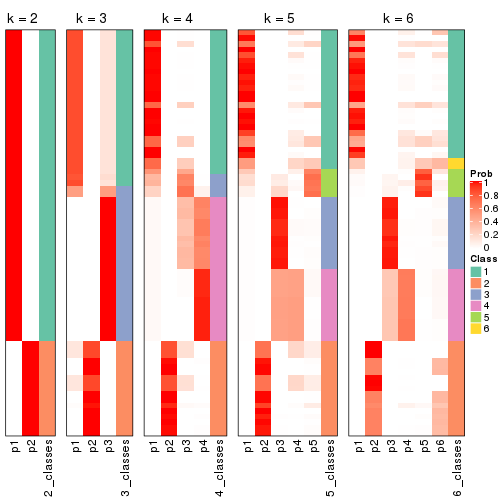 k = 2
k = 3
k = 4
k = 5
k = 6
Prob
1
0.8
0.6
0.4
0.2
0
Class
1
2
3
4
5
6
p1
p2
2_classes
p1
p2
p3
3_classes
p1
p2
p3
p4
4_classes
p1
p2
p3
p4
p5
5_classes
p1
p2
p3
p4
p5
p6
6_classes